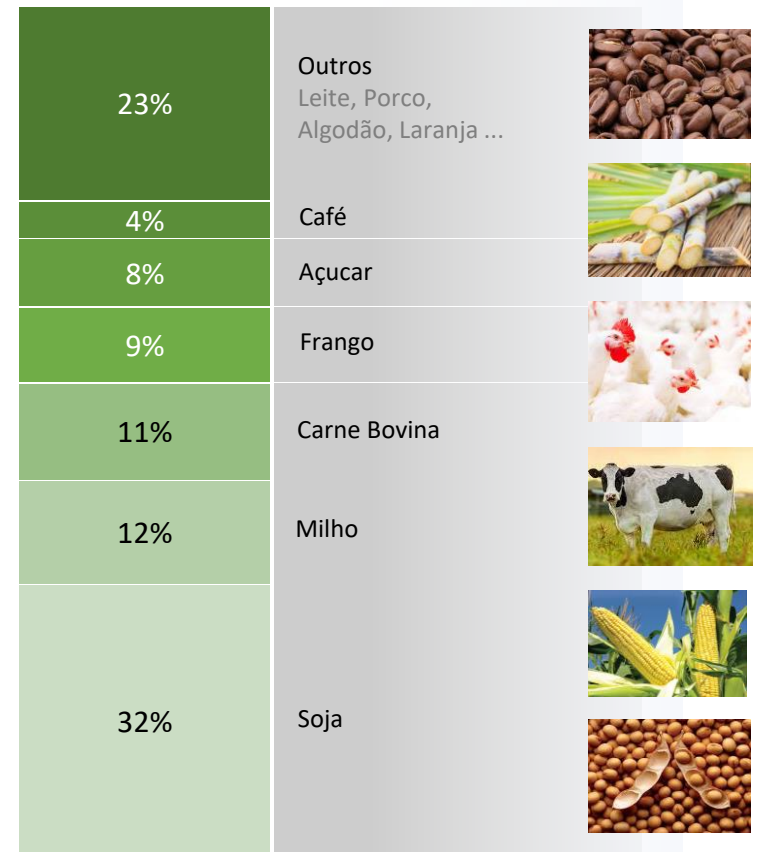 23%
Outros
Leite, Porco,
Algodão, Laranja ...
4%
Café
8%
Açucar
9%
Frango
11%
Carne Bovina
12%
Milho
32%
Soja